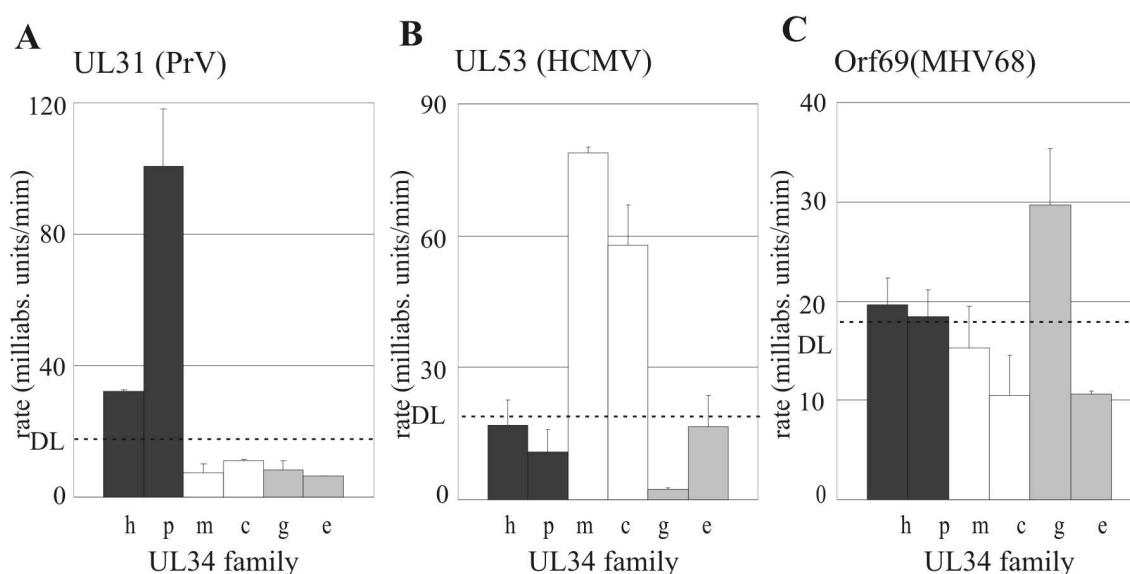 A
UL31 (PrV)
rate (milliabs. units/mim)
120
80
40
DL
0
h p m c g e
UL34 family
B
UL53 (HCMV)
rate (milliabs. units/mim)
90
60
30
DL
0
h p m c g e
UL34 family
C
Orf69(MHV68)
rate (milliabs. units/mim)
40
30
20
DL
10
0
h p m c g e
UL34 family